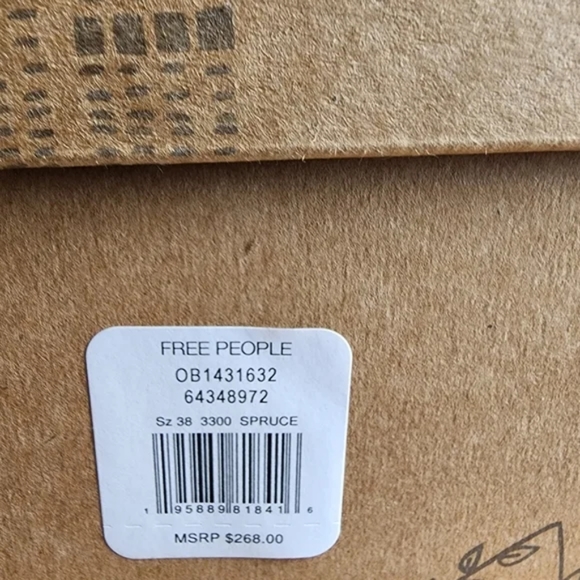 FREE PEOPLE
OB1431632
64348972
Sz 38 3300 SPRUCE
1 95889 81841 6
MSRP $268.00